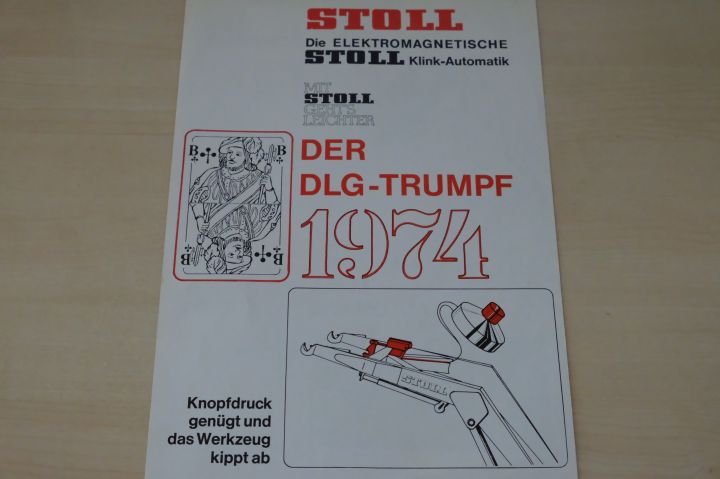 STOLL
Die ELEKTROMAGNETISCHE
STOLL Klink-Automatik
MIT
STOLL
GEHT'S
LEICHTER
DER
DLG-TRUMPF
1974
B B
B B
STOLL
Knopfdruck
genügt und
das Werkzeug
kippt ab